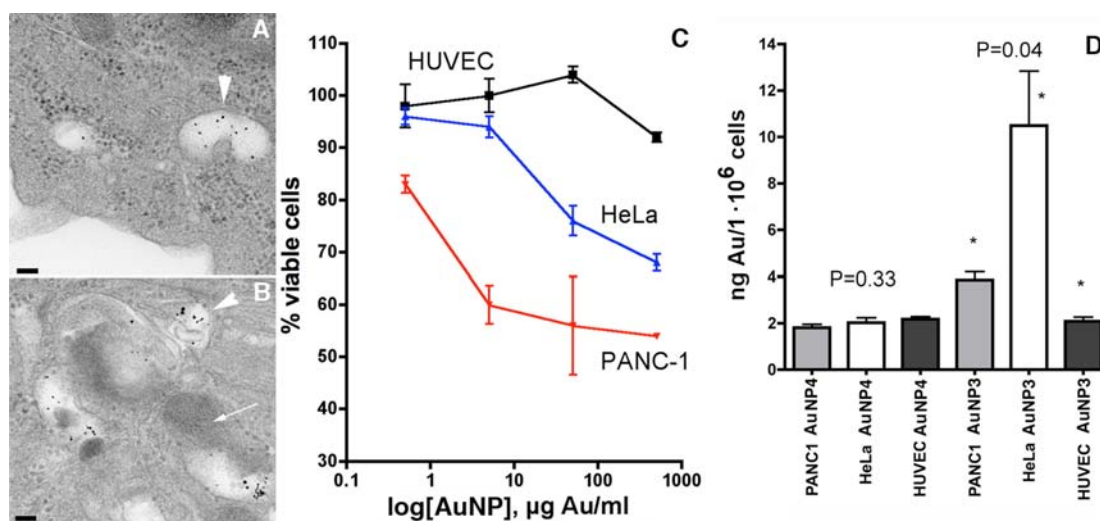 A
B
C
% viable cells
110
100
90
80
70
60
50
40
30
HUVEC
HeLa
PANC-1
0.1
1
10
100
1000
log[AuNP], µg Au/ml
D
ng Au/1·10⁶ cells
14
12
10
8
6
4
2
0
P=0.04
P=0.33
*
*
*
PANC1 AuNP4
HeLa AuNP4
HUVEC AuNP4
PANC1 AuNP3
HeLa AuNP3
HUVEC AuNP3